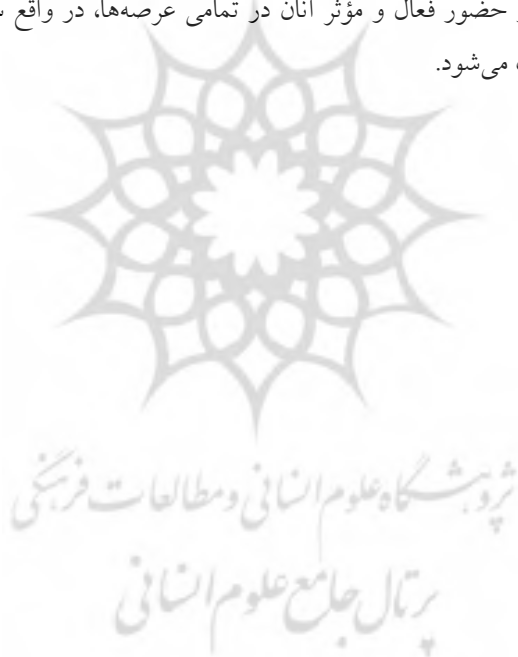 حضور فعال و مؤثر آنان در تمامی عرصه‌ها، در واقع
می‌شود.
پژوهشگاه علوم انسانی و مطالعات فرهنگی
پرتال جامع علوم انسانی